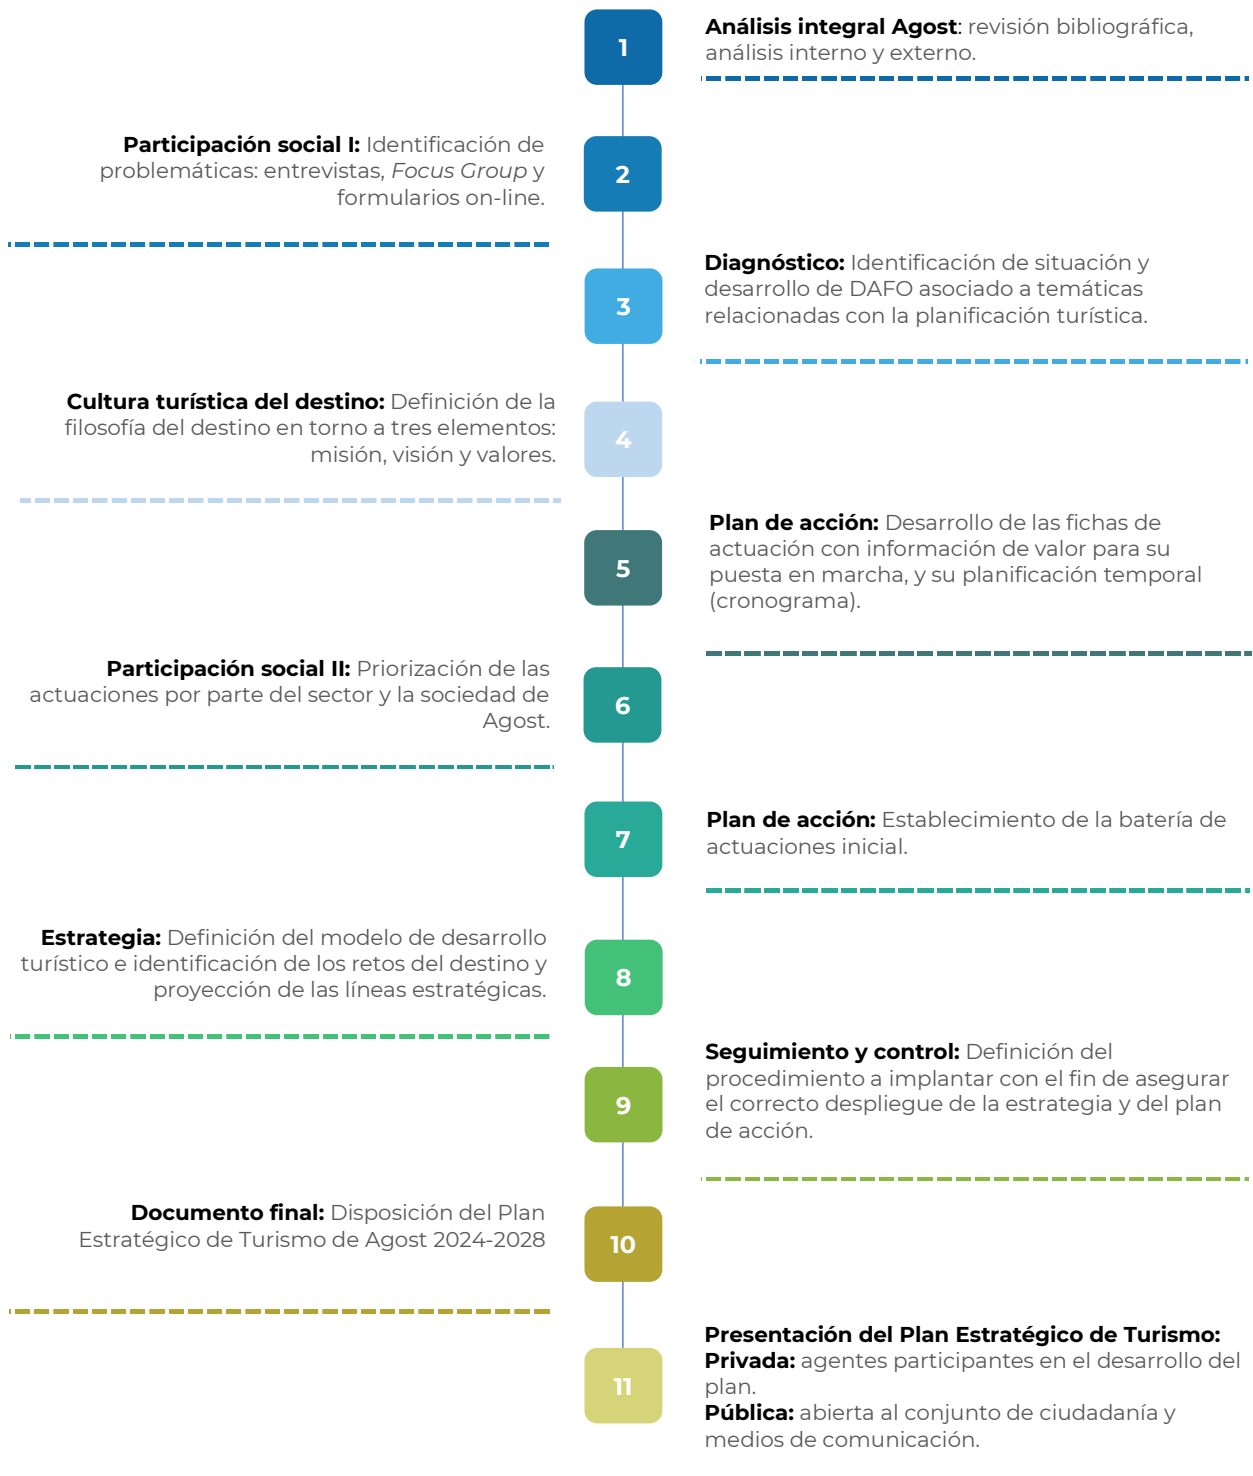 1
Análisis integral Agost: revisión bibliográfica,
análisis interno y externo.
Participación social I: Identificación de
problemáticas: entrevistas, Focus Group y
formularios on-line.
2
Diagnóstico: Identificación de situación y
desarrollo de DAFO asociado a temáticas
relacionadas con la planificación turística.
3
Cultura turística del destino: Definición de la
filosofía del destino en torno a tres elementos:
misión, visión y valores.
4
Plan de acción: Desarrollo de las fichas de
actuación con información de valor para su
puesta en marcha, y su planificación temporal
(cronograma).
5
Participación social II: Priorización de las
actuaciones por parte del sector y la sociedad de
Agost.
6
Plan de acción: Establecimiento de la batería de
actuaciones inicial.
7
Estrategia: Definición del modelo de desarrollo
turístico e identificación de los retos del destino y
proyección de las líneas estratégicas.
8
Seguimiento y control: Definición del
procedimiento a implantar con el fin de asegurar
el correcto despliegue de la estrategia y del plan
de acción.
9
Documento final: Disposición del Plan
Estratégico de Turismo de Agost 2024-2028
10
Presentación del Plan Estratégico de Turismo:
Privada: agentes participantes en el desarrollo del
plan.
Pública: abierta al conjunto de ciudadanía y
medios de comunicación.
11